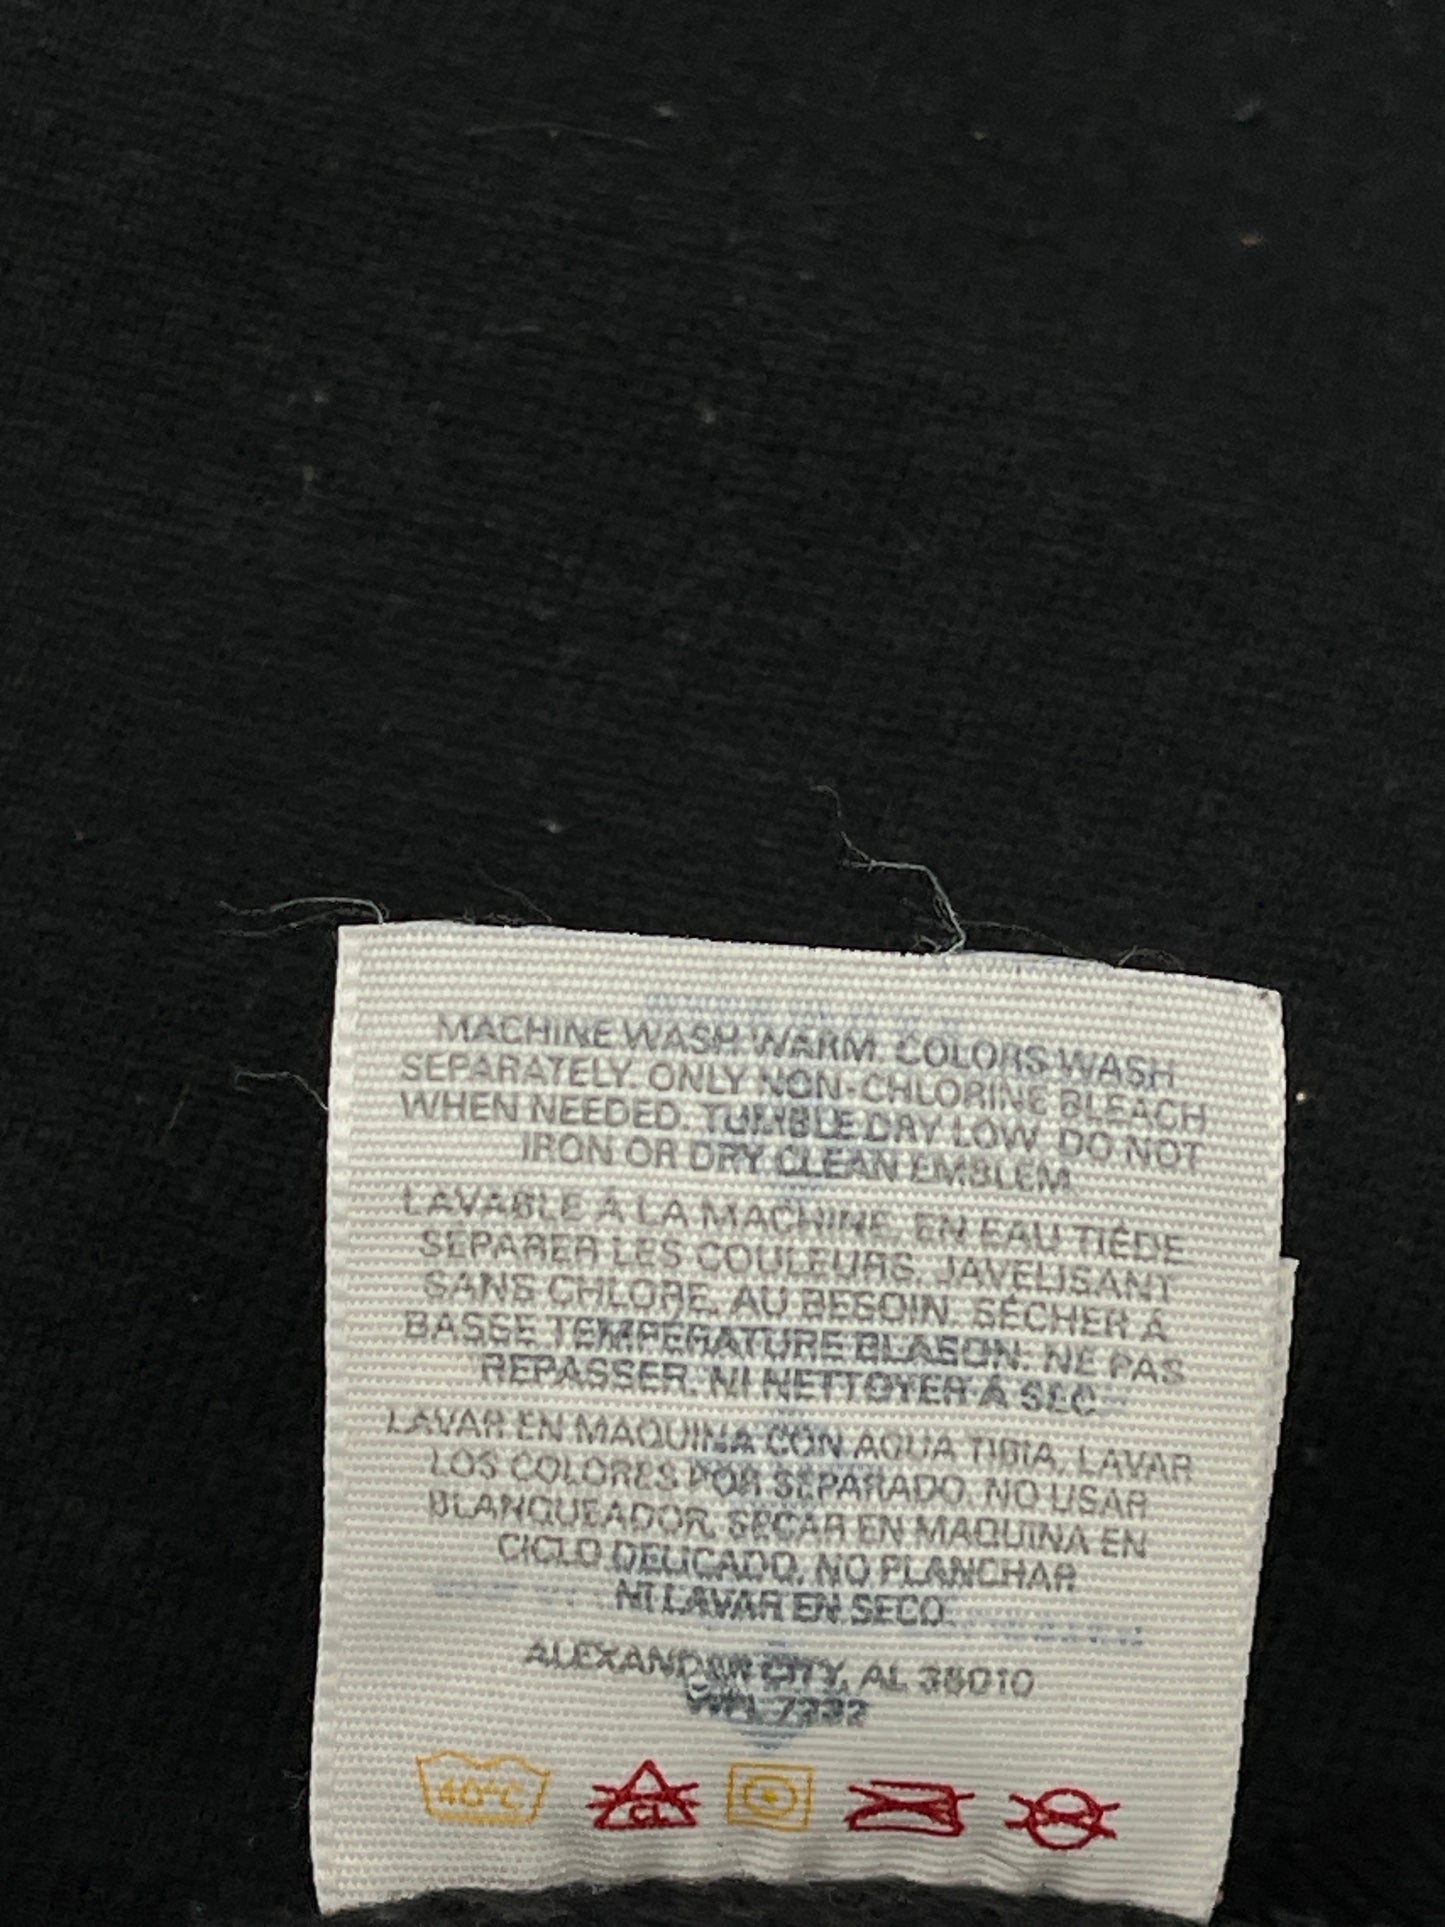 MACHINE WASH WARM. COLORS WASH
SEPARATELY. ONLY NON-CHLORINE BLEACH
WHEN NEEDED. TUMBLE DRY LOW. DO NOT
IRON OR DRY CLEAN EMBLEM.
LAVABLE À LA MACHINE, EN EAU TIÈDE
SÉPARER LES COULEURS. JAVELISANT
SANS CHLORE, AU BESOIN. SÉCHER À
BASSE TEMPÉRATURE BLASON: NE PAS
REPASSER. NI NETTOYER À SEC
LAVAR EN MAQUINA CON AGUA TIBIA, LAVAR
LOS COLORES POR SEPARADO. NO USAR
BLANQUEADOR. SECAR EN MAQUINA EN
CICLO DELICADO. NO PLANCHAR
NI LAVAR EN SECO.
ALEXANDER CITY, AL 35010
WPL 7332
40°C CL